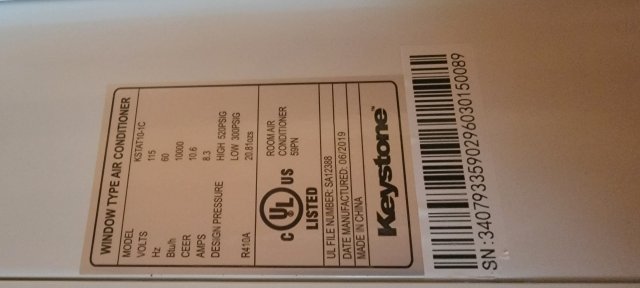 WINDOW TYPE AIR CONDITIONER
MODEL KSTAT10-1C
VOLTS 115
Hz 60
Btu/h 10000
CEER 10.6
AMPS 8.3
DESIGN PRESSURE HIGH 520PSIG
LOW 300PSIG
R410A 20.81ozs
C UL US
LISTED
ROOM AIR
CONDITIONER
59PN
UL FILE NUMBER: SA12388
DATE MANUFACTURED: 06/2019
MADE IN CHINA
Keystone™
SN:3407933590296030150089